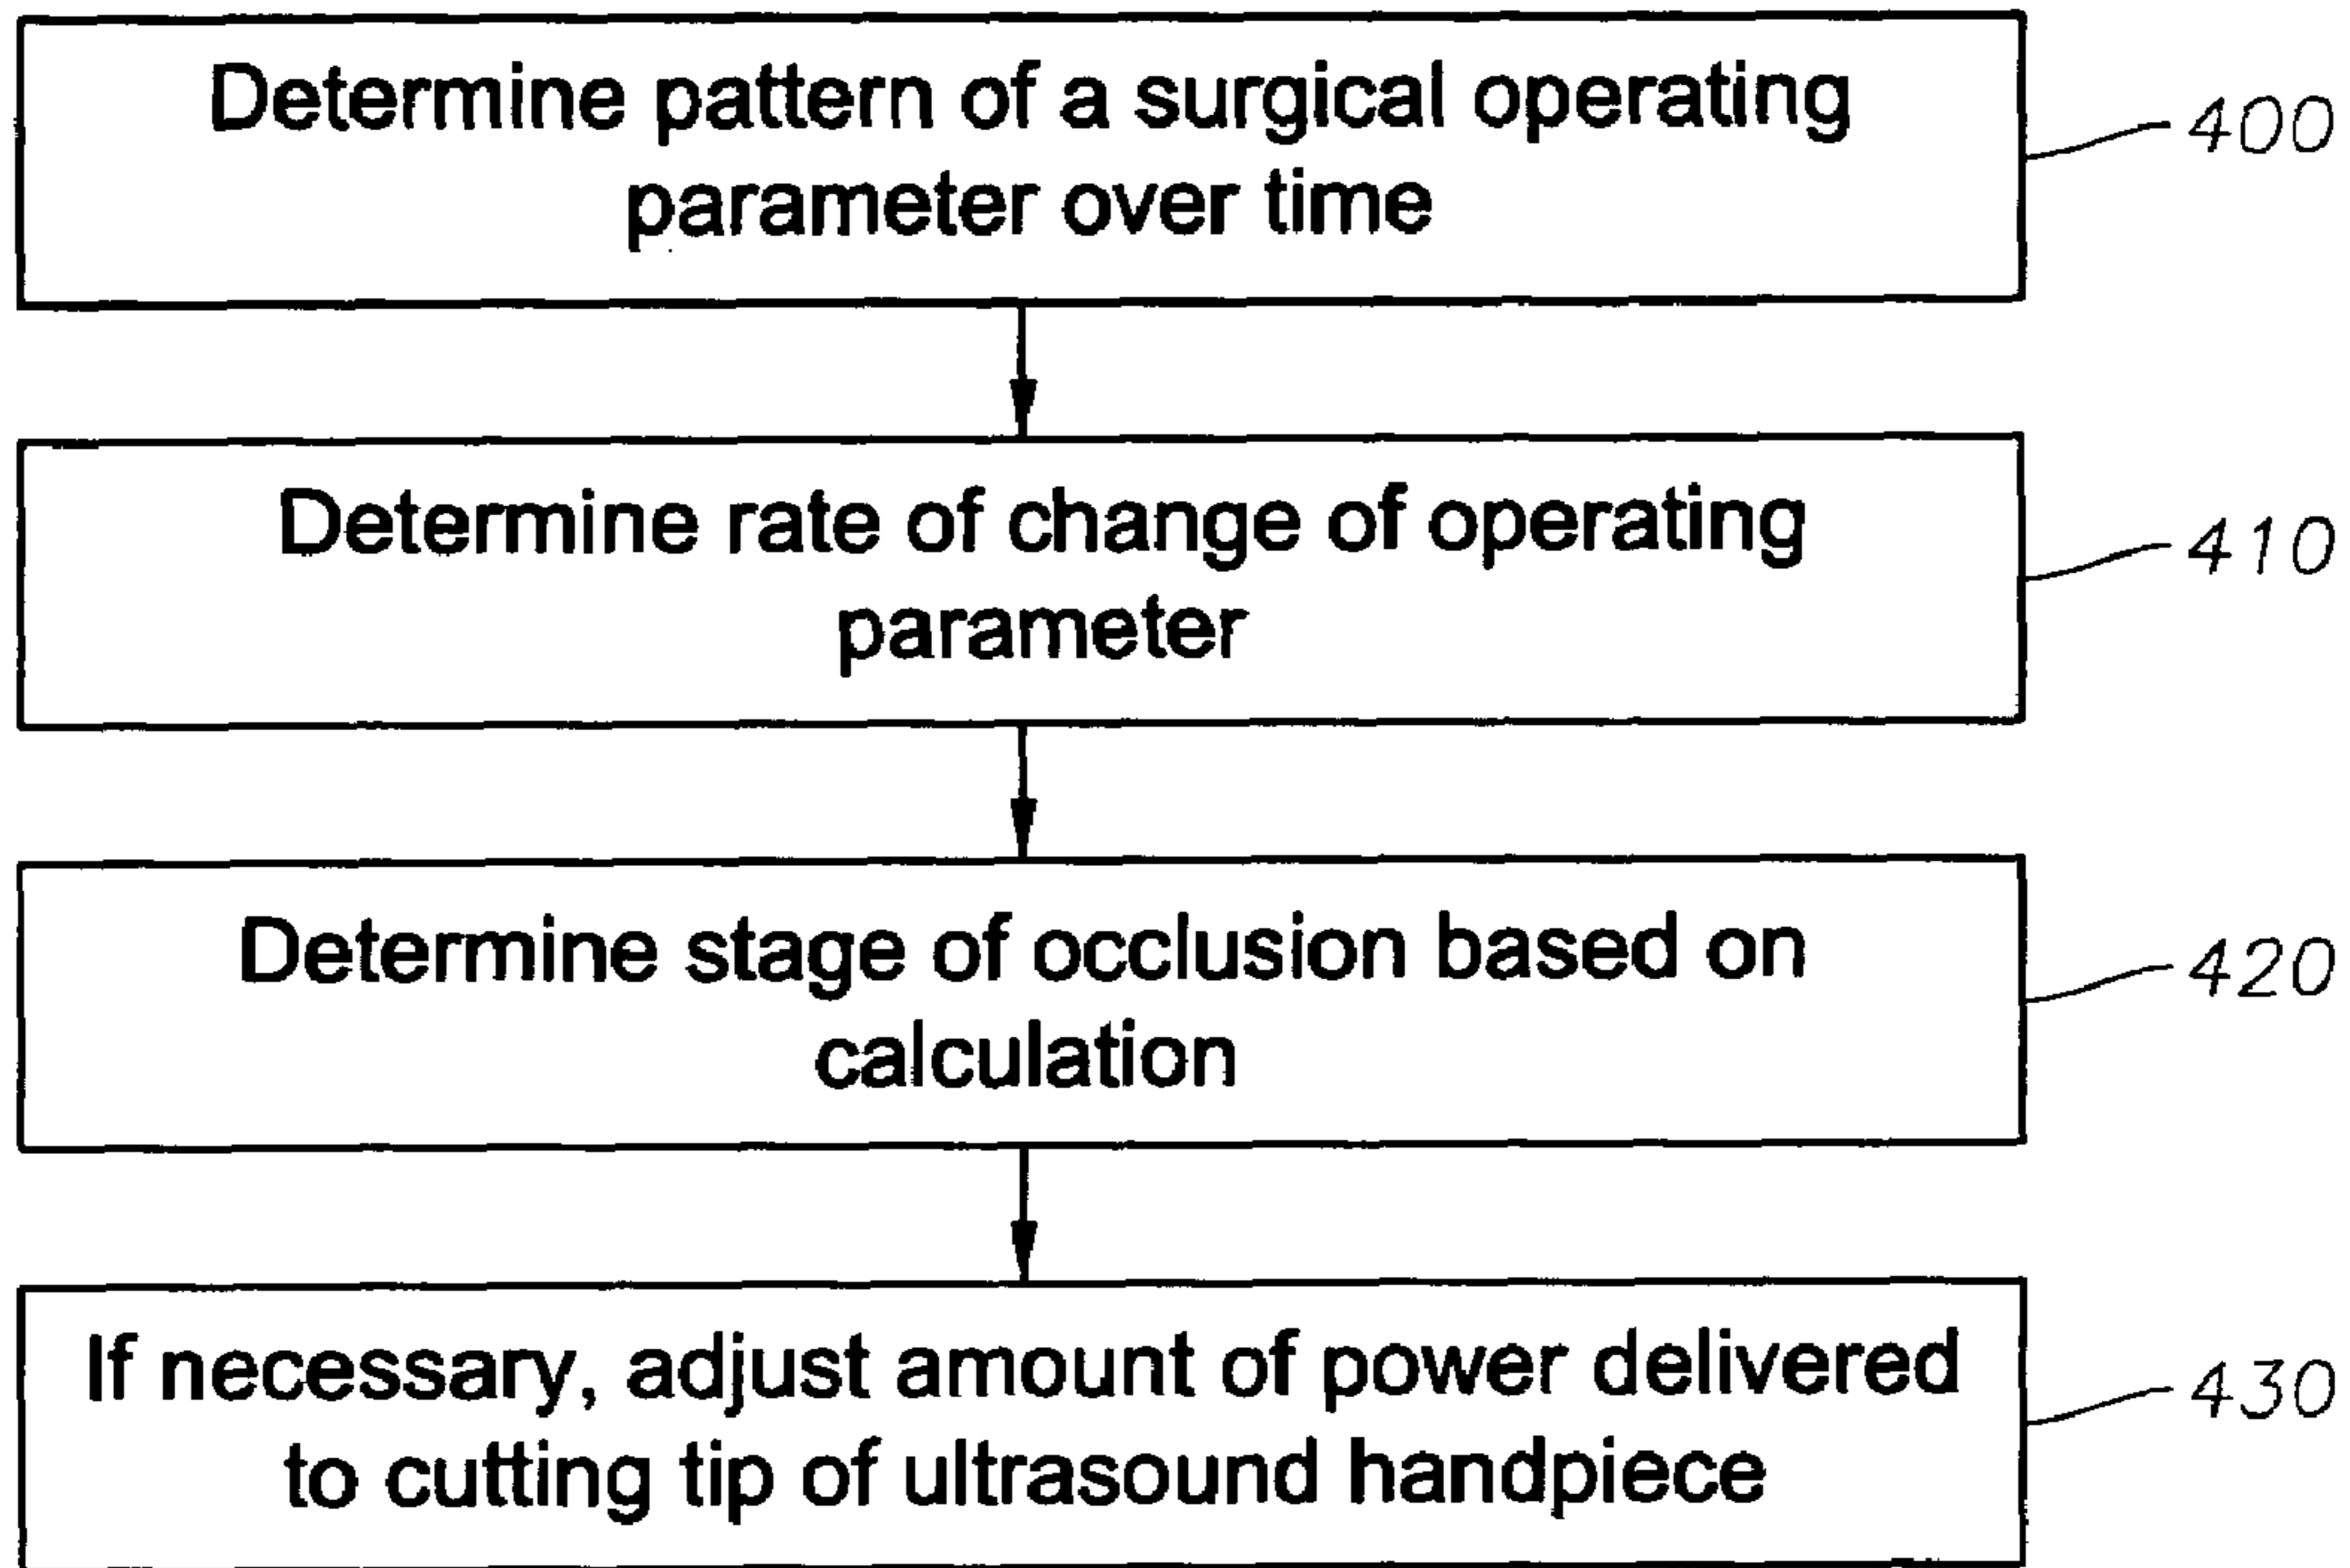 Determine pattern of a surgical operating
parameter over time
400
Determine rate of change of operating
parameter
410
Determine stage of occlusion based on
calculation
420
If necessary, adjust amount of power delivered
to cutting tip of ultrasound handpiece
430